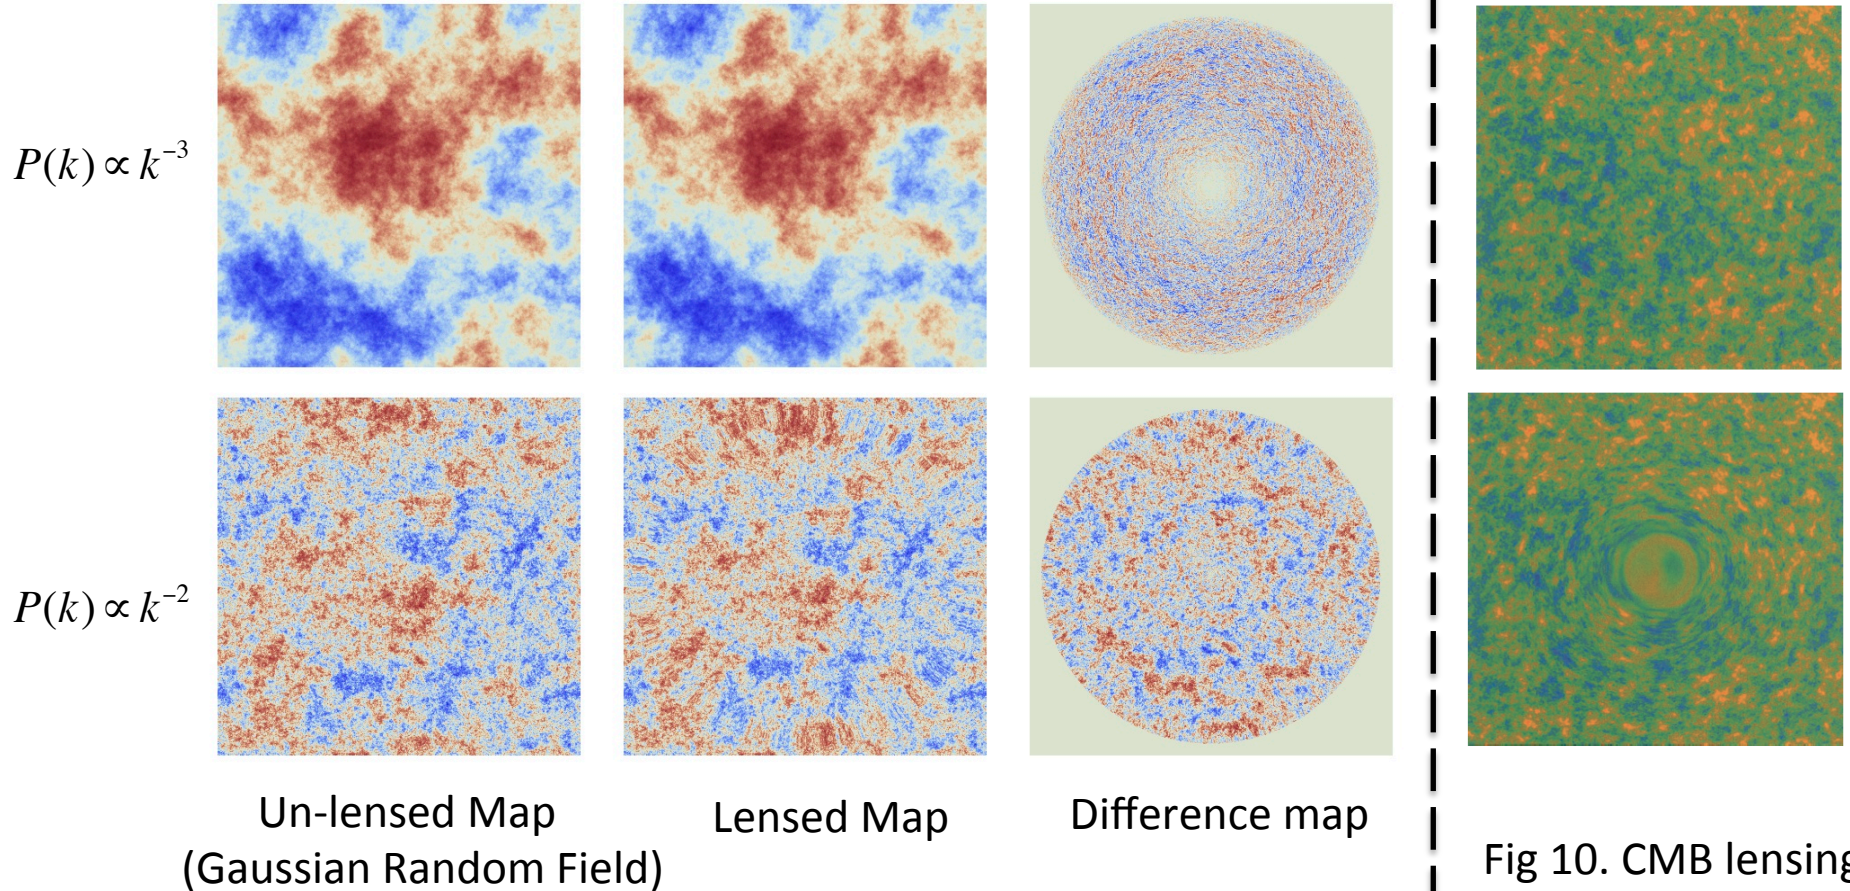 P(k) ∝ k⁻³
P(k) ∝ k⁻²
Un-lensed Map
(Gaussian Random Field)
Lensed Map
Difference map
Fig 10. CMB lensing